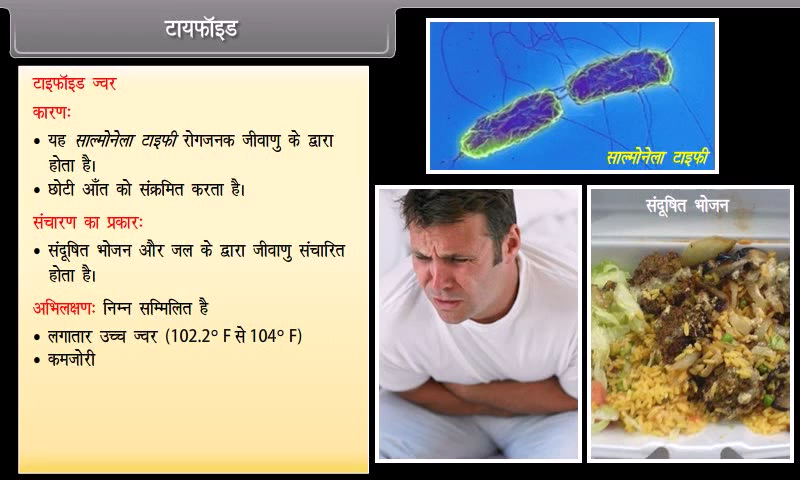 टायफॉइड
टाइफॉइड ज्वर
कारणः
• यह साल्मोनेला टाइफी रोगजनक जीवाणु के द्वारा
होता है।
• छोटी आँत को संक्रमित करता है।
संचारण का प्रकारः
• संदूषित भोजन और जल के द्वारा जीवाणु संचारित
होता है।
अभिलक्षणः निम्न सम्मिलित है
• लगातार उच्च ज्वर (102.2° F से 104° F)
• कमजोरी
साल्मोनेला टाइफी
संदूषित भोजन